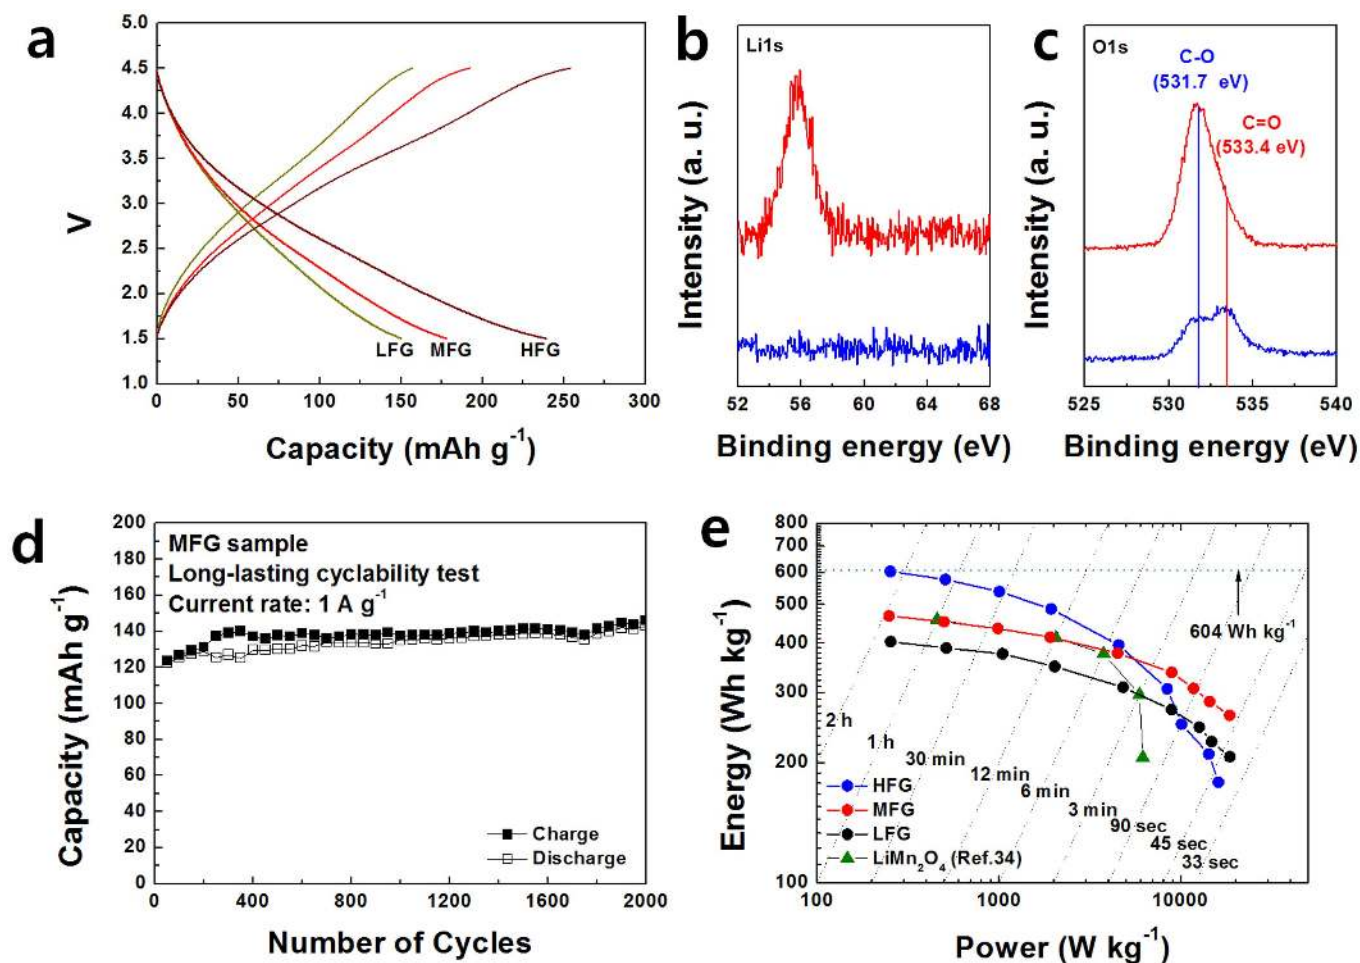 a
4.5
4.0
3.5
3.0
2.5
2.0
1.5
1.0
V
LFG MFG HFG
0 50 100 150 200 250 300
Capacity (mAh g-1)
b
Li1s
Intensity (a. u.)
52 56 60 64 68
Binding energy (eV)
c
O1s
C-O
(531.7 eV)
C=O
(533.4 eV)
Intensity (a. u.)
525 530 535 540
Binding energy (eV)
d
200
180
160
140
120
100
80
60
40
20
0
Capacity (mAh g-1)
MFG sample
Long-lasting cyclability test
Current rate: 1 A g-1
Charge
Discharge
0 400 800 1200 1600 2000
Number of Cycles
e
800
700
600
500
400
300
200
100
Energy (Wh kg-1)
604 Wh kg-1
2 h
1 h
30 min
12 min
6 min
3 min
90 sec
45 sec
33 sec
HFG
MFG
LFG
LiMn2O4 (Ref.34)
100 1000 10000
Power (W kg-1)